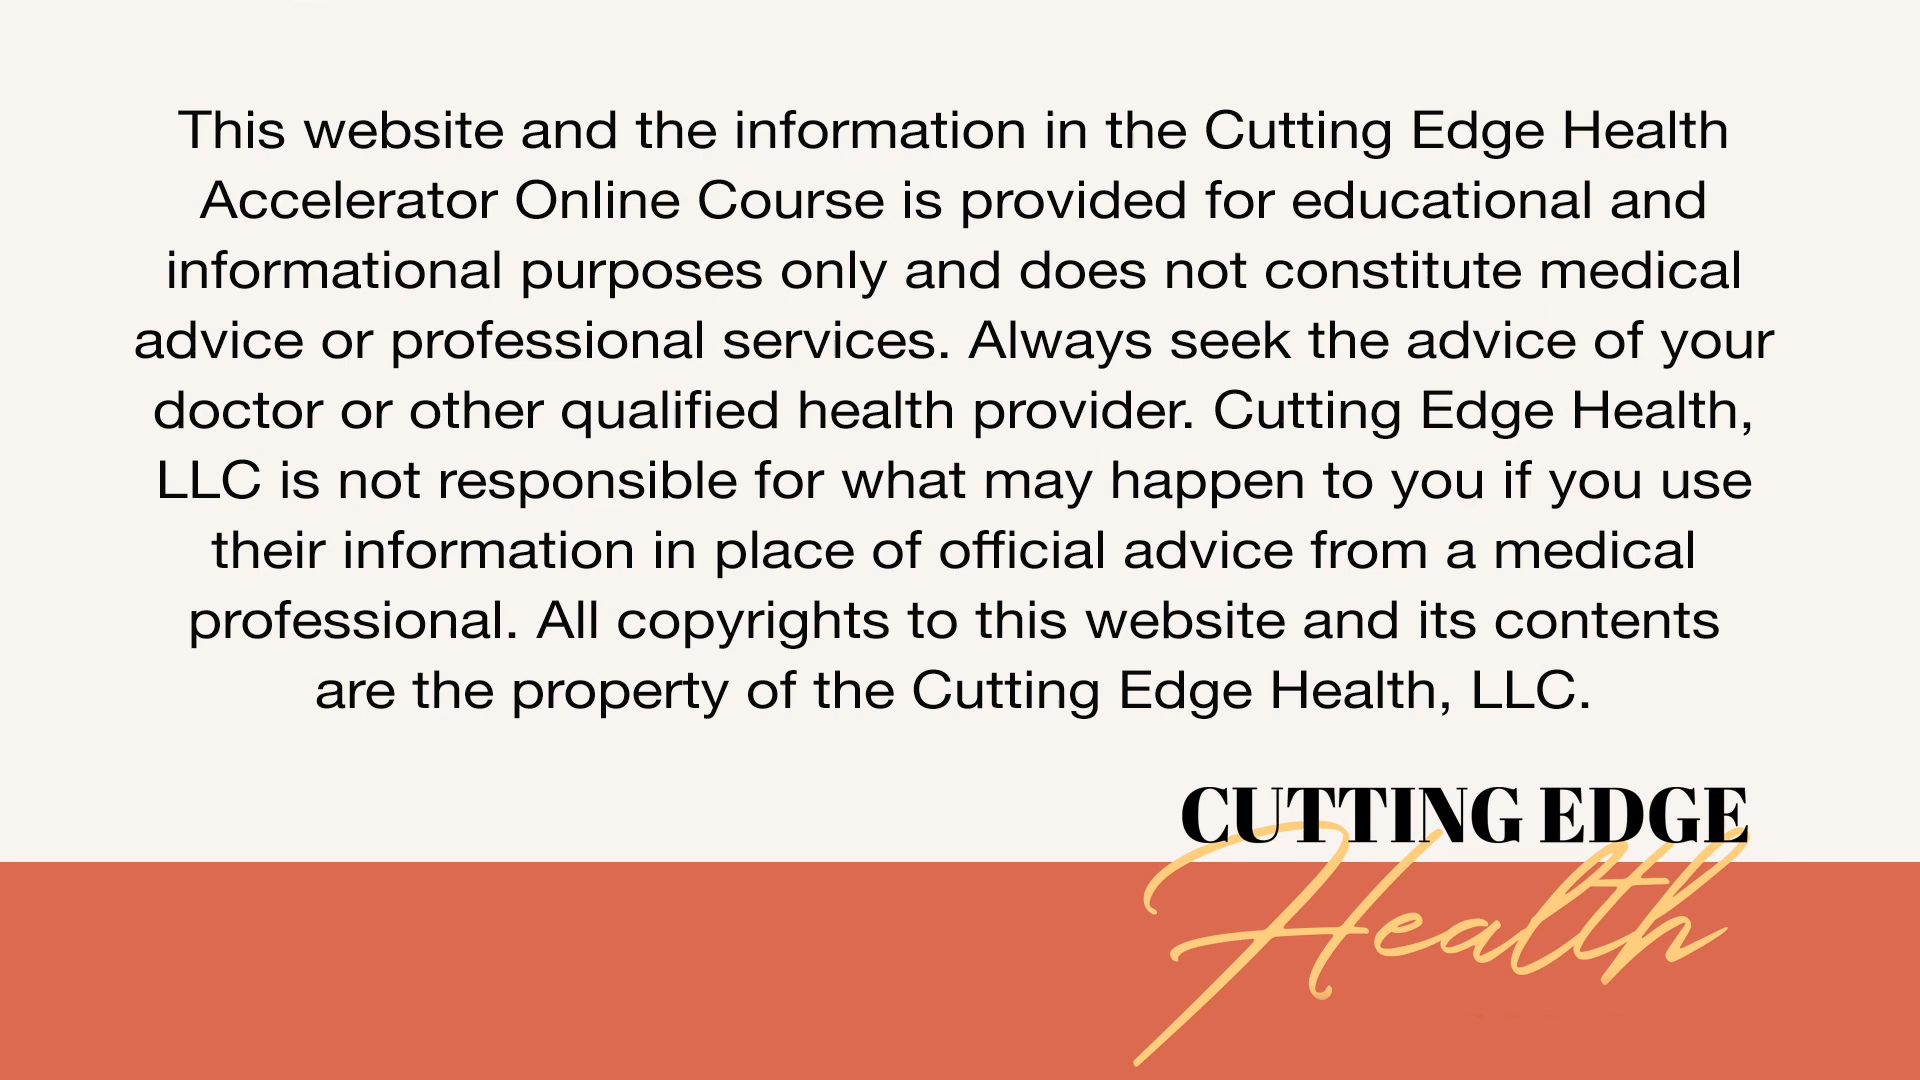 This website and the information in the Cutting Edge Health
Accelerator Online Course is provided for educational and
informational purposes only and does not constitute medical
advice or professional services. Always seek the advice of your
doctor or other qualified health provider. Cutting Edge Health,
LLC is not responsible for what may happen to you if you use
their information in place of official advice from a medical
professional. All copyrights to this website and its contents
are the property of the Cutting Edge Health, LLC.
CUTTING EDGE
Health